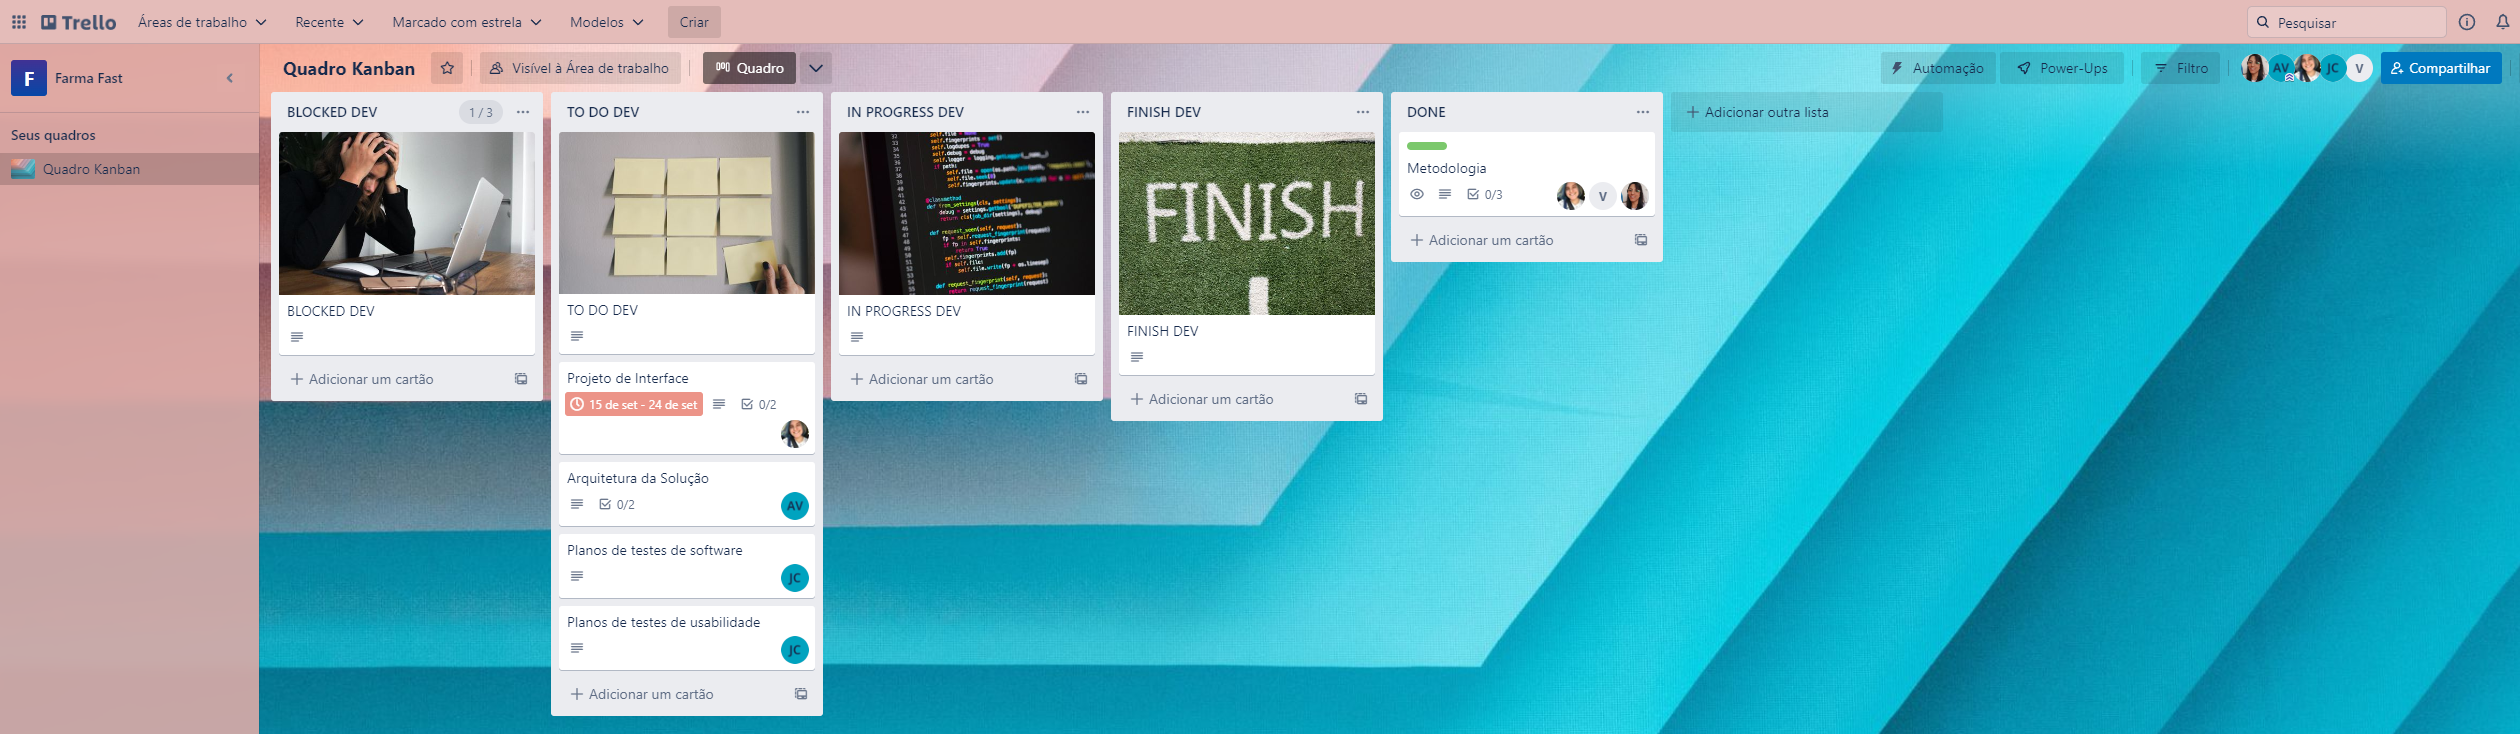 Trello Áreas de trabalho Recente Marcado com estrela Modelos Criar Pesquisar
F Farma Fast
Seus quadros
Quadro Kanban
Quadro Kanban Visível à Área de trabalho Quadro Automação Power-Ups Filtro AV JC V Compartilhar
BLOCKED DEV 1 / 3
BLOCKED DEV
Adicionar um cartão
TO DO DEV
TO DO DEV
Projeto de Interface
15 de set - 24 de set 0/2
Arquitetura da Solução
0/2 AV
Planos de testes de software
JC
Planos de testes de usabilidade
JC
Adicionar um cartão
IN PROGRESS DEV
IN PROGRESS DEV
Adicionar um cartão
FINISH DEV
FINISH
FINISH DEV
Adicionar um cartão
DONE
Metodologia
0/3 V
Adicionar um cartão
Adicionar outra lista